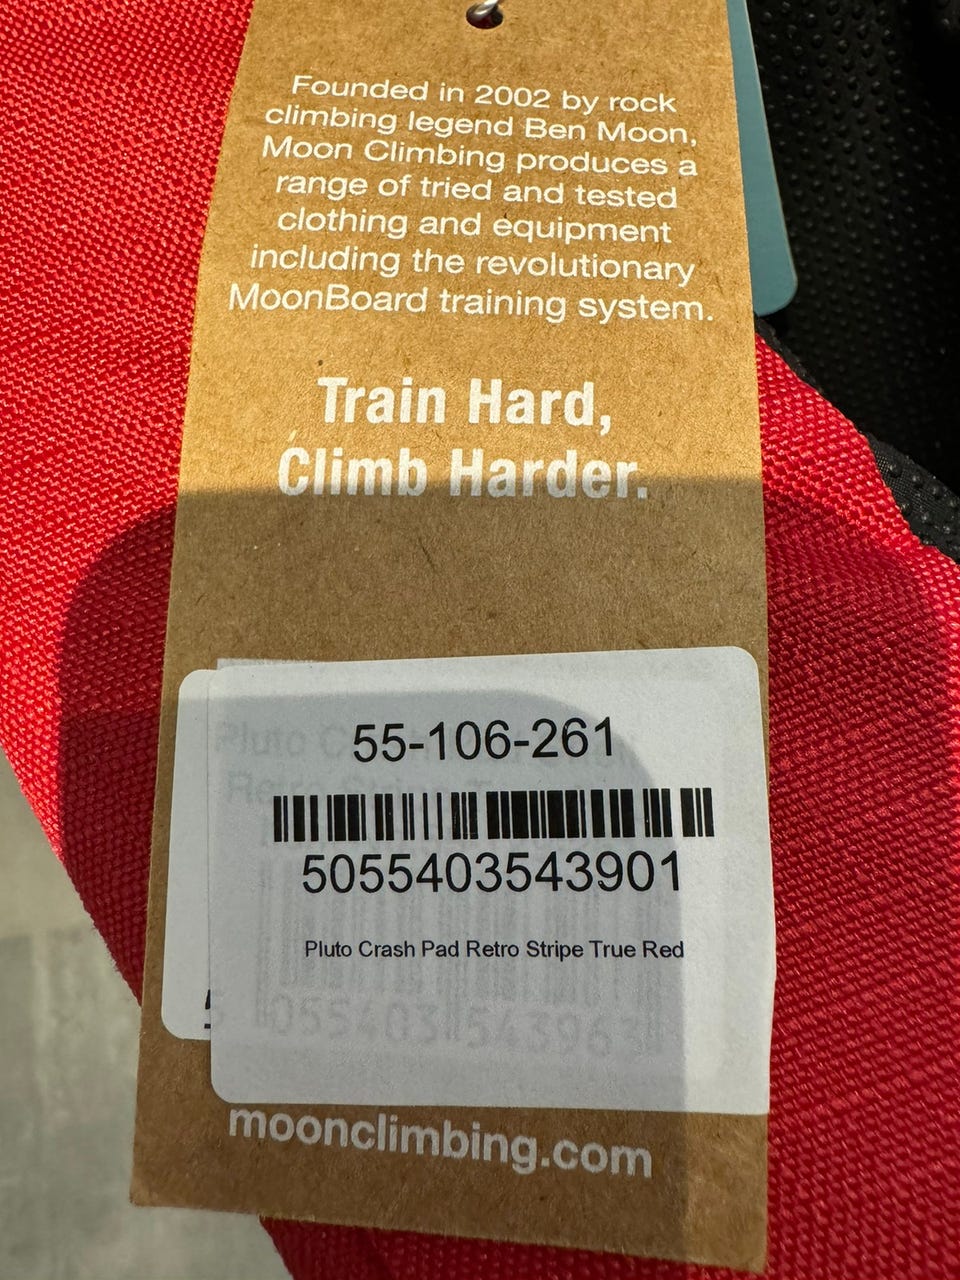 Founded in 2002 by rock
climbing legend Ben Moon,
Moon Climbing produces a
range of tried and tested
clothing and equipment
including the revolutionary
MoonBoard training system.
Train Hard,
Climb Harder.
55-106-261
5055403543901
Pluto Crash Pad Retro Stripe True Red
moonclimbing.com